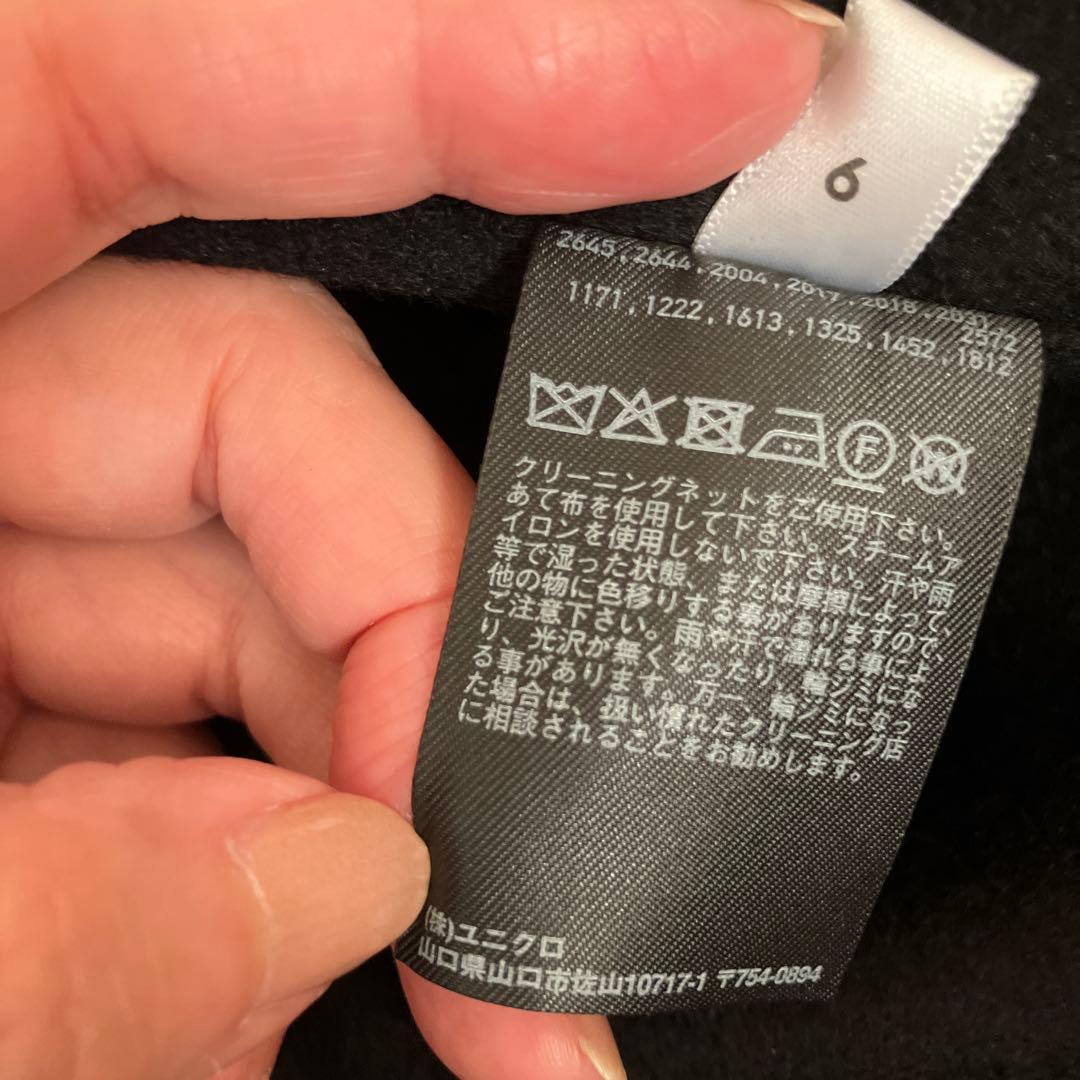 6
2645,2644,2004,2617,2618,2631
2572
1171,1222,1613,1325,1452,1812
F
W
クリーニングネットをご使用下さい。
あて布を使用して下さい。スチームア
イロンを使用しないで下さい。汗や雨
等で湿った状態、または摩擦によって、
他の物に色移りする事がありますので
ご注意下さい。雨や汗で濡れる事によ
り、光沢が無くなったり、輪ジミにな
る事があります。万一、輪ジミになっ
た場合は、扱い慣れたクリーニング店
に相談されることをお勧めします。
(株)ユニクロ
山口県山口市佐山10717-1 〒754-0894